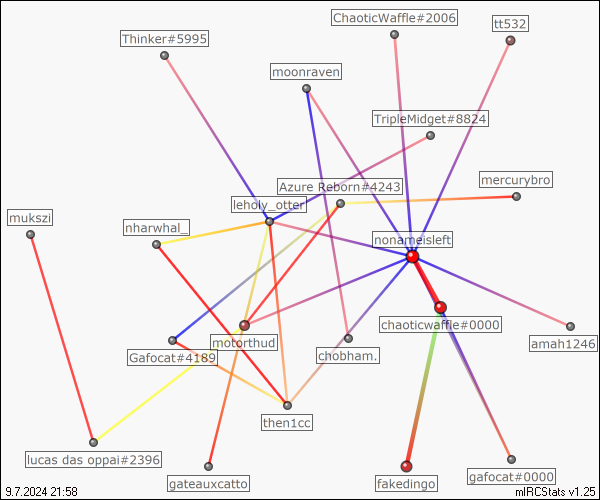 ChaoticWaffle#2006
tt532
Thinker#5995
moonraven
TripleMidget#8824
Azure Reborn#4243
mercurybro
leholy_otter
mukszi
nharwhal_
nonameisleft
chaoticwaffle#0000
motorthud
amah1246
Gafocat#4189
chobham.
then1cc
lucas das oppai#2396
gateauxcatto
fakedingo
gafocat#0000
9.7.2024 21:58
mIRCStats v1.25